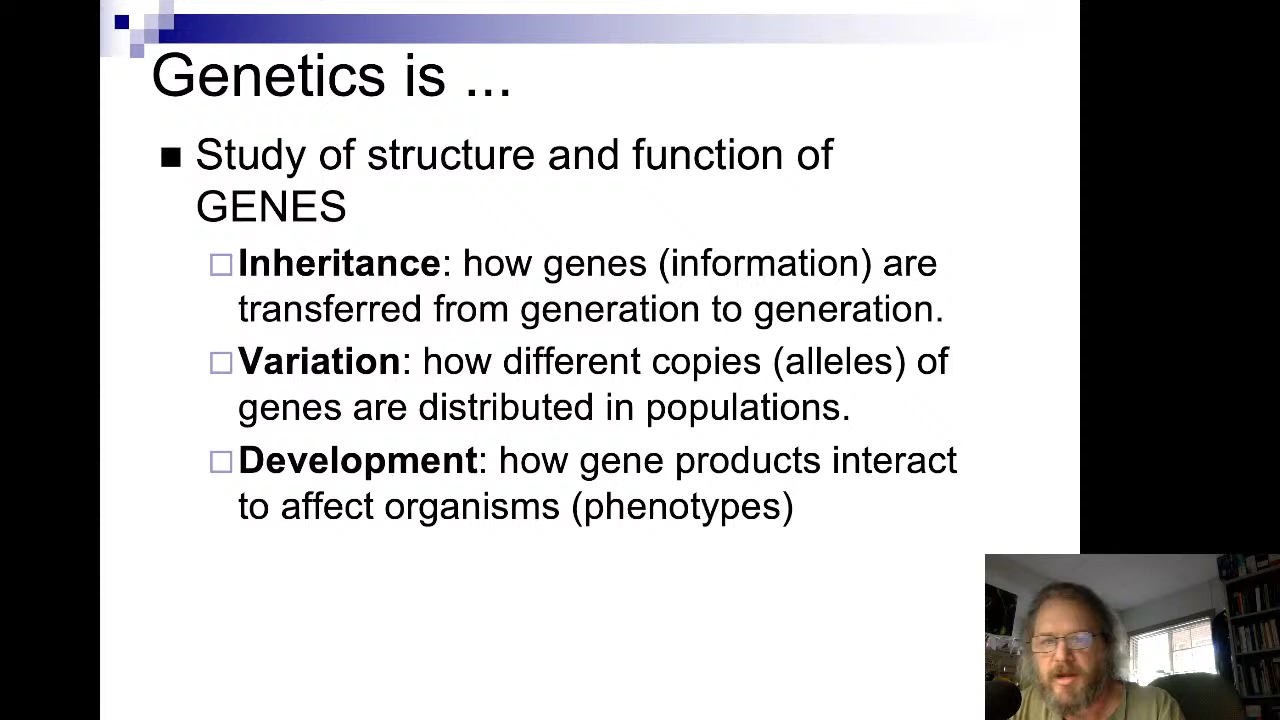 Genetics is ...
Study of structure and function of
GENES
Inheritance: how genes (information) are
transferred from generation to generation.
Variation: how different copies (alleles) of
genes are distributed in populations.
Development: how gene products interact
to affect organisms (phenotypes)